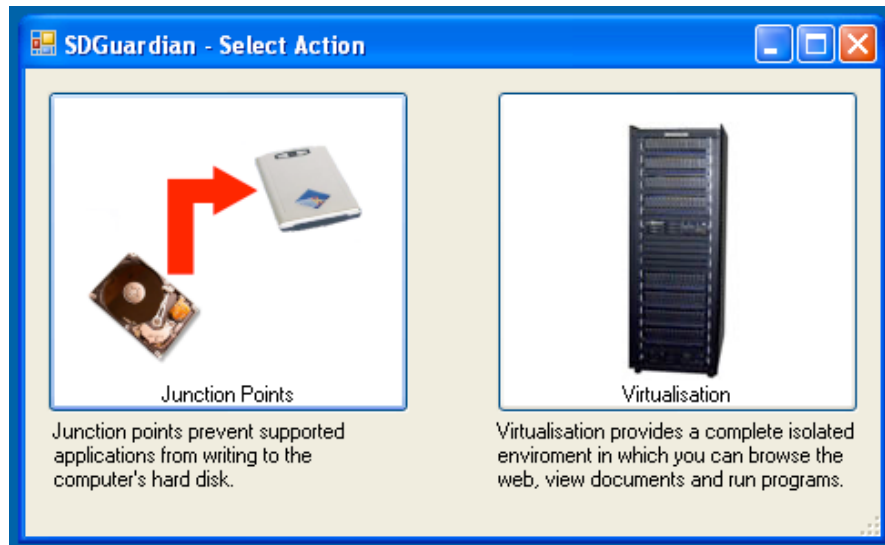 SDGuardian - Select Action
Junction Points
Junction points prevent supported
applications from writing to the
computer's hard disk.
Virtualisation
Virtualisation provides a complete isolated
enviroment in which you can browse the
web, view documents and run programs.